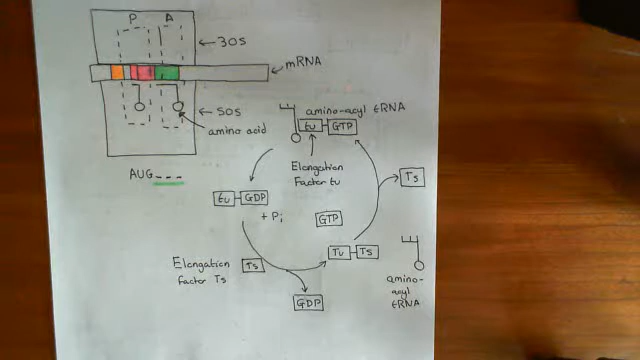 P A
30S
mRNA
50S
amino acid
AUG _ _ _
amino-acyl tRNA
tu GTP
Elongation
Factor tu
tu GDP
+ Pi
GTP
Ts
Tu Ts
Elongation
Factor Ts
Ts
GDP
amino-
acyl
tRNA